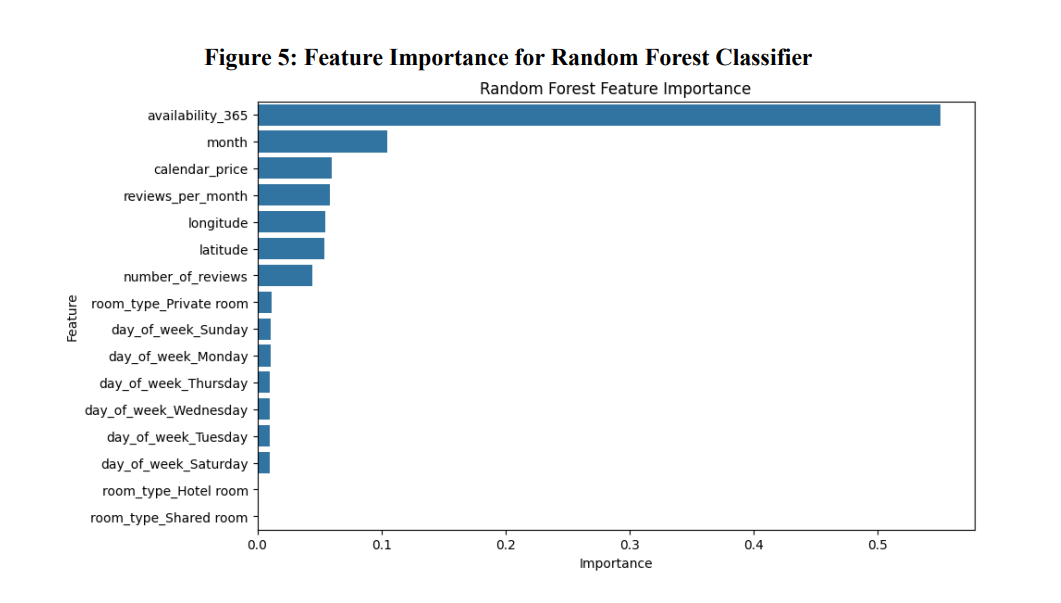 Figure 5: Feature Importance for Random Forest Classifier
Random Forest Feature Importance
availability_365
month
calendar_price
reviews_per_month
longitude
latitude
number_of_reviews
room_type_Private room
day_of_week_Sunday
day_of_week_Monday
day_of_week_Thursday
day_of_week_Wednesday
day_of_week_Tuesday
day_of_week_Saturday
room_type_Hotel room
room_type_Shared room
Feature
0.0 0.1 0.2 0.3 0.4 0.5
Importance